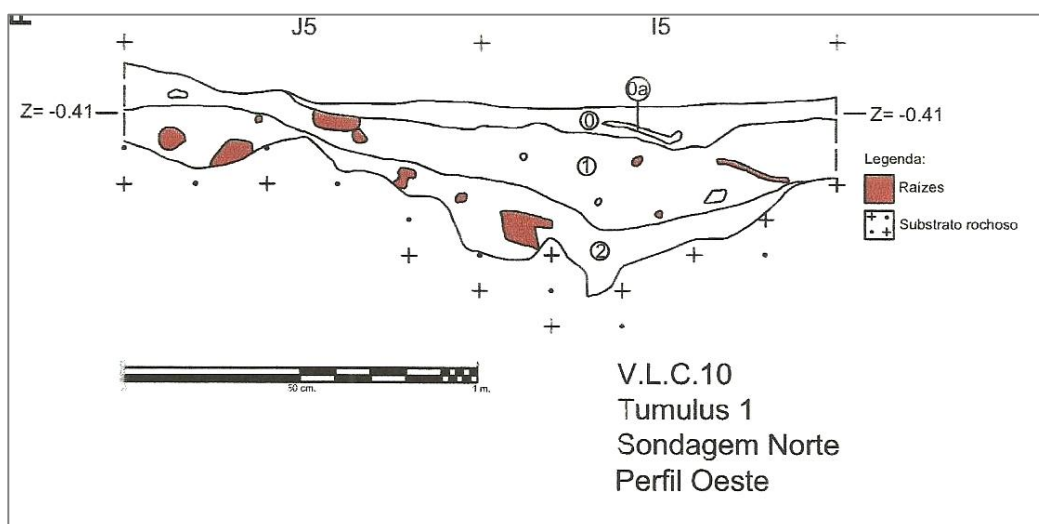 J5 I5
Z= -0.41 Z= -0.41
0a
0
1
2
Legenda:
Raízes
Substrato rochoso
50 cm. 1 m.
V.L.C.10
Tumulus 1
Sondagem Norte
Perfil Oeste